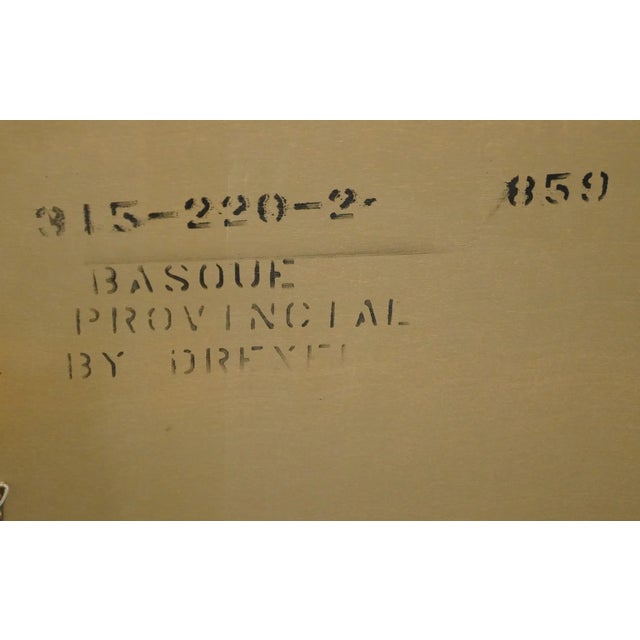 315-220-2 859
BASQUE
PROVINCIAL
BY DREXEL